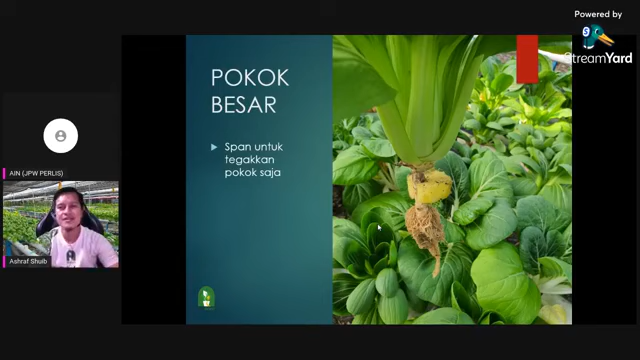 Powered by
StreamYard
POKOK
BESAR
Span untuk
tegakkan
pokok saja
AIN (JPW PERLIS)
Ashraf Shuib